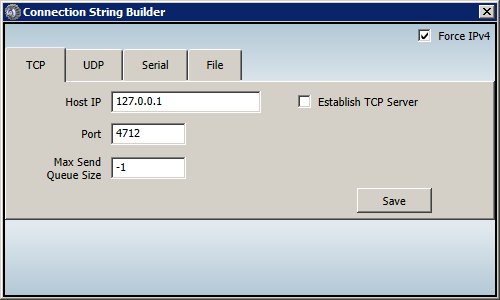 Connection String Builder
Force IPv4
TCP UDP Serial File
Host IP 127.0.0.1 Establish TCP Server
Port 4712
Max Send
Queue Size -1
Save